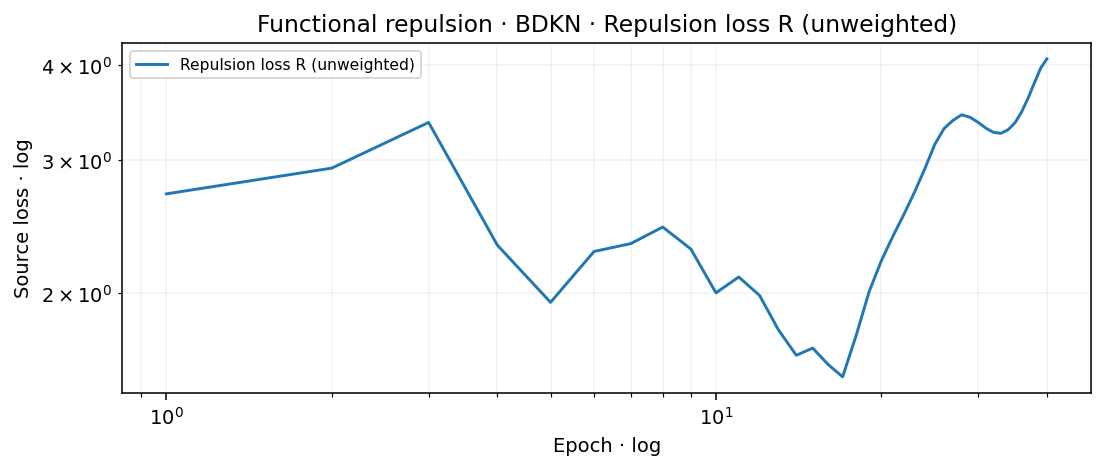 Functional repulsion · BDKN · Repulsion loss R (unweighted)
Repulsion loss R (unweighted)
Source loss · log
4 × 10⁰
3 × 10⁰
2 × 10⁰
10⁰ 10¹
Epoch · log